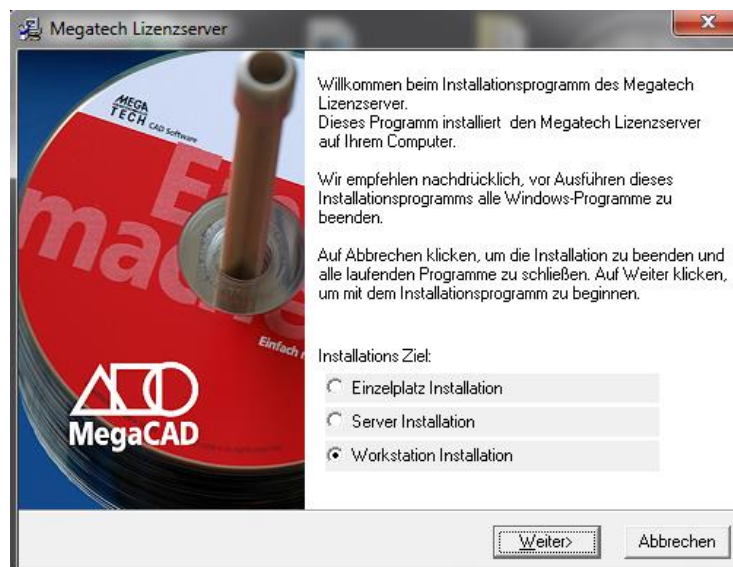 Megatech Lizenzserver
MEGA
TECH CAD Software
Ein
mach
Einfach
MegaCAD
Willkommen beim Installationsprogramm des Megatech
Lizenzserver.
Dieses Programm installiert den Megatech Lizenzserver
auf Ihrem Computer.
Wir empfehlen nachdrücklich, vor Ausführen dieses
Installationsprogramms alle Windows-Programme zu
beenden.
Auf Abbrechen klicken, um die Installation zu beenden und
alle laufenden Programme zu schließen. Auf Weiter klicken,
um mit dem Installationsprogramm zu beginnen.
Installations Ziel:
Einzelplatz Installation
Server Installation
Workstation Installation
Weiter>
Abbrechen